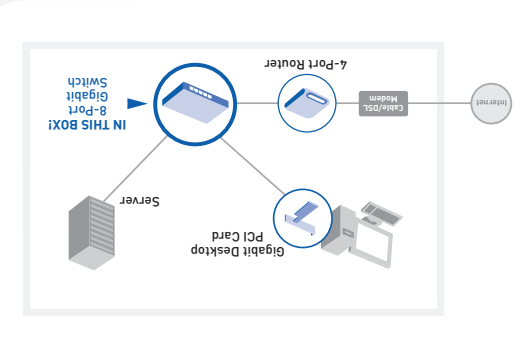 Gigabit Desktop
PCI Card
Server
IN THIS BOX!
8-Port
Gigabit
Switch
4-Port Router
Cable/DSL
Modem
Internet